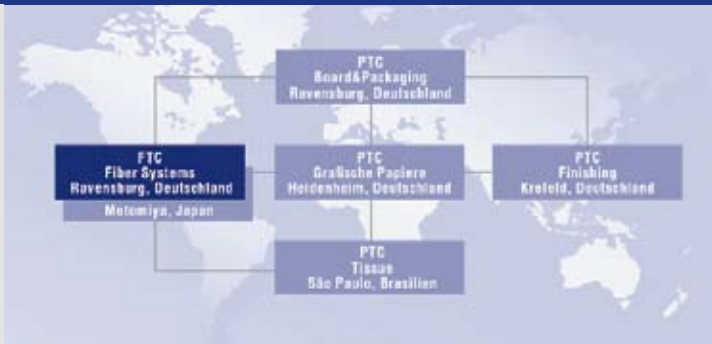 PTC
Board&Packaging
Ravensburg, Deutschland
FTC
Fiber Systems
Ravensburg, Deutschland
Motomiya, Japan
PTC
Grafische Papiere
Heidenheim, Deutschland
PTC
Finishing
Krefeld, Deutschland
PTC
Tissue
São Paulo, Brasilien